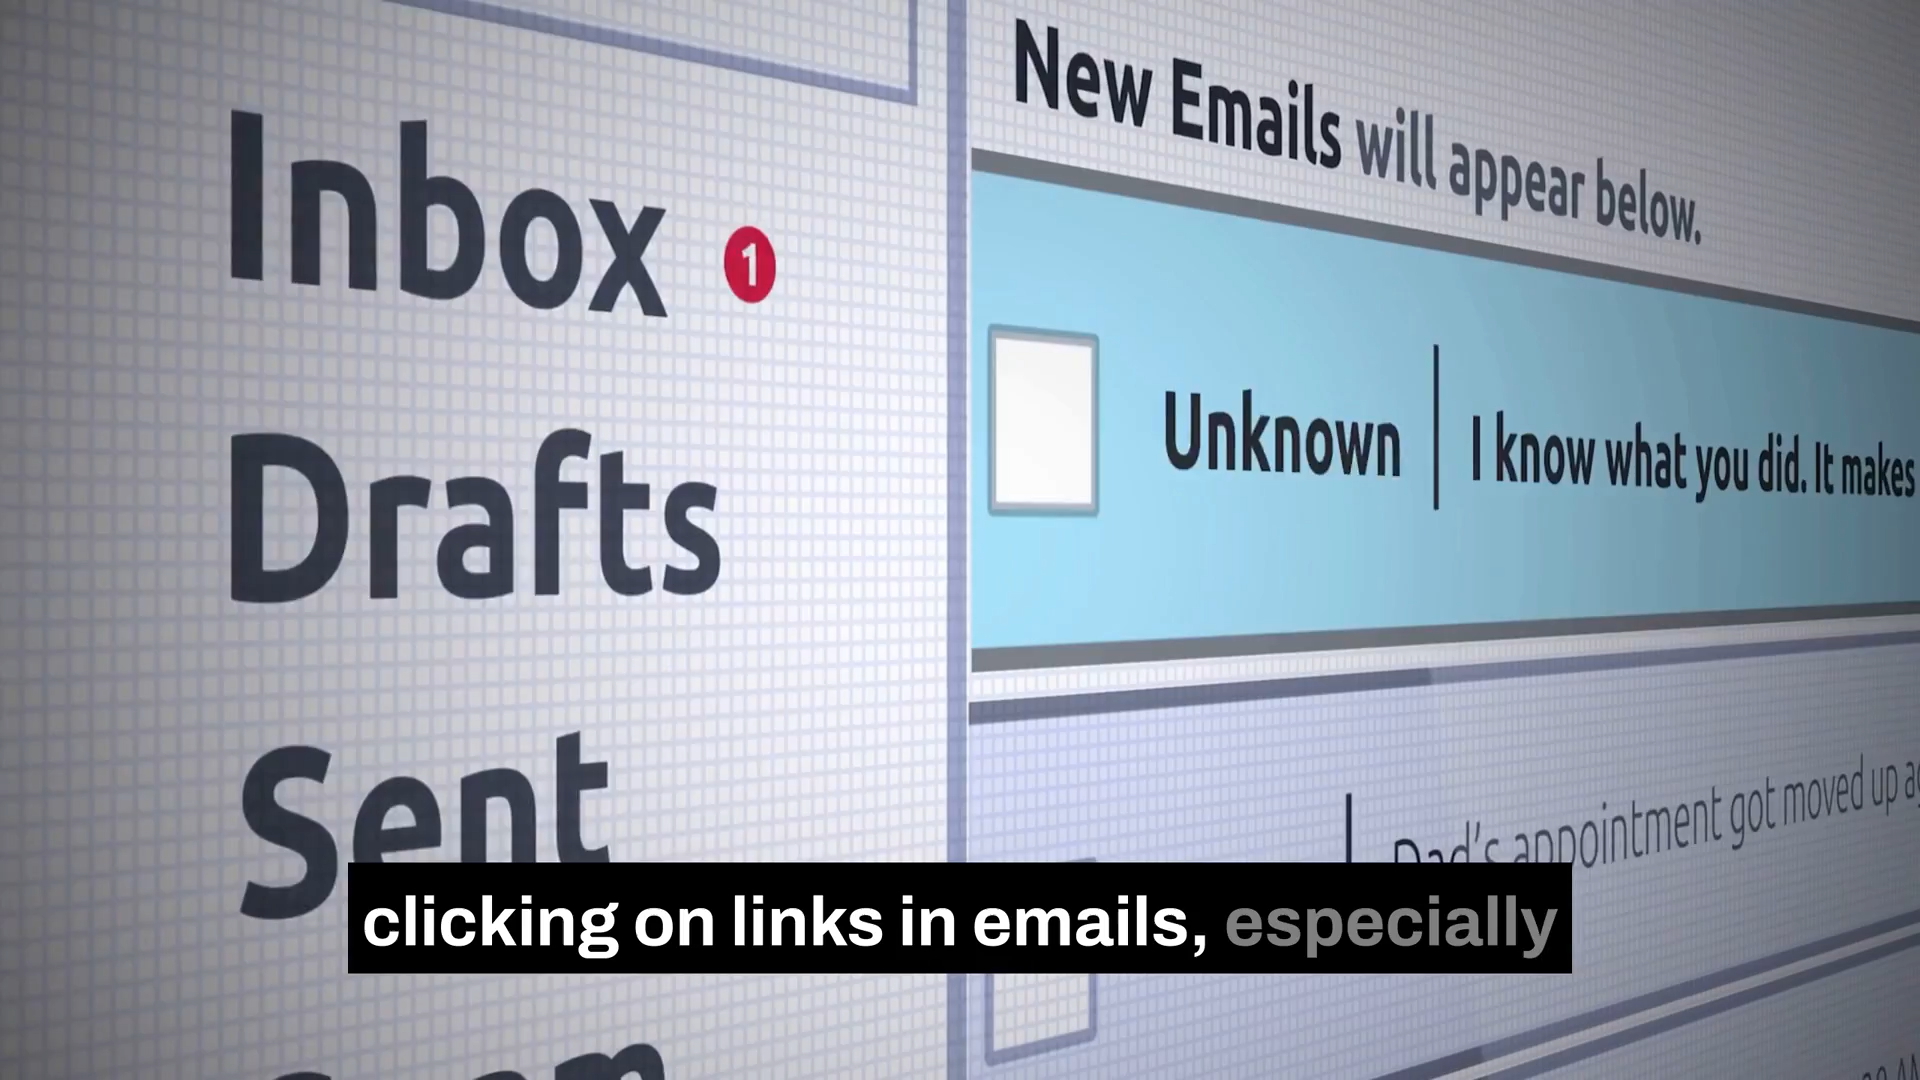 Inbox 1
Drafts
Sent
New Emails will appear below.
Unknown | I know what you did. It makes
Dad's appointment got moved up
clicking on links in emails, especially